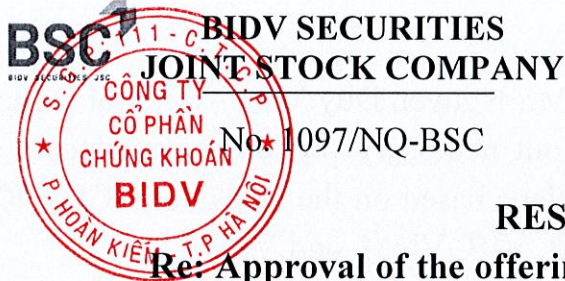 BSC
BIDV SECURITIES JSC
BIDV SECURITIES
JOINT STOCK COMPANY
S.G.P:111-C.T.C.P
CÔNG TY
CỔ PHẦN
CHỨNG KHOÁN
BIDV
P.HOÀN KIẾM-T.P HÀ NỘI
No: 1097/NQ-BSC
RES
Re: Approval of the offerin